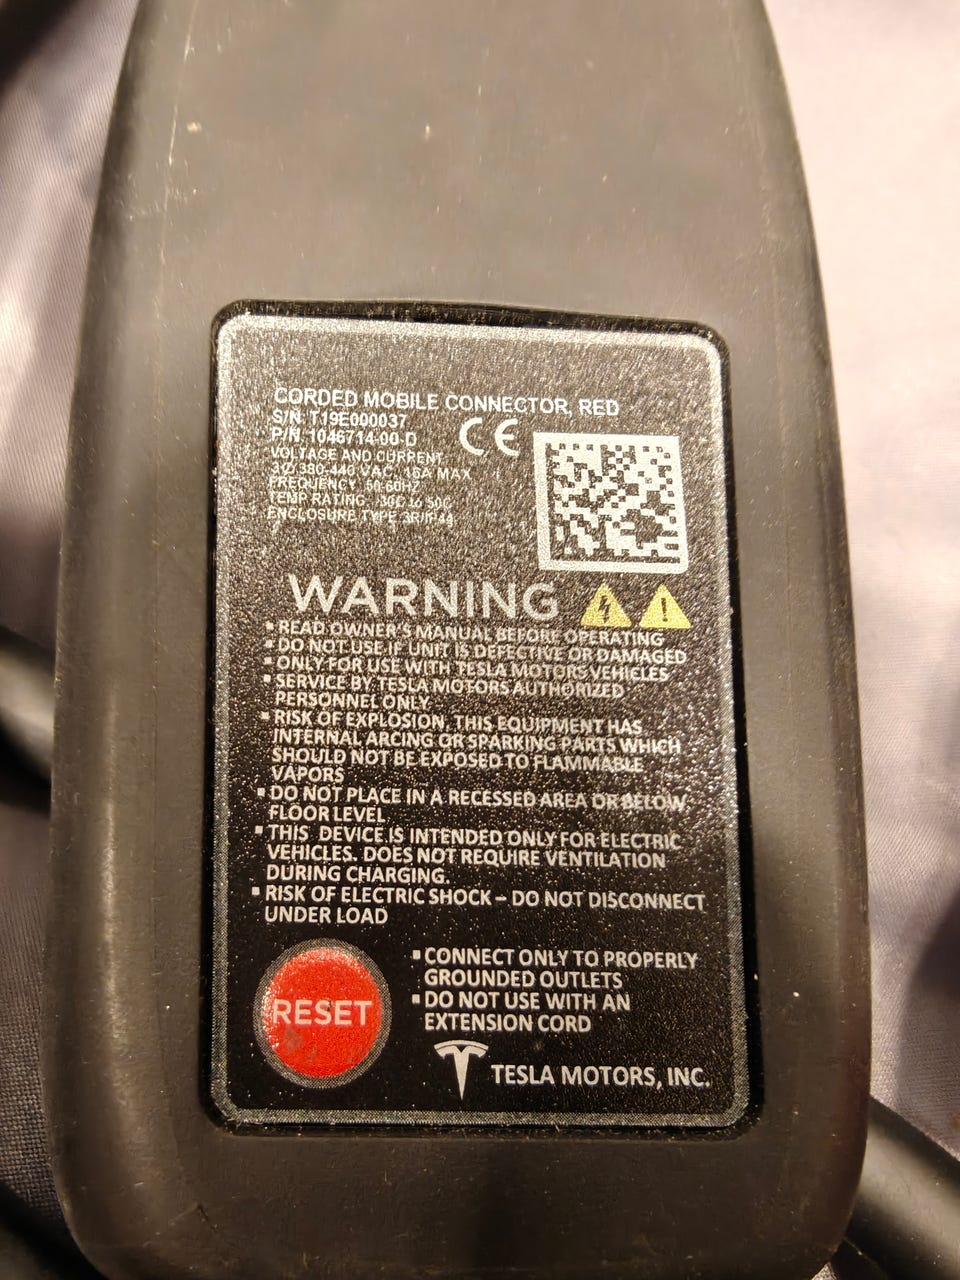 CORDED MOBILE CONNECTOR, RED
S/N: T19E000037
P/N: 1046714-00-D
CE
VOLTAGE AND CURRENT
3Ø 380-440 VAC, 16A MAX
FREQUENCY 50-60HZ
TEMP RATING -30C to 50C
ENCLOSURE TYPE 3R/IP44
WARNING
▪ READ OWNER'S MANUAL BEFORE OPERATING
▪ DO NOT USE IF UNIT IS DEFECTIVE OR DAMAGED
▪ ONLY FOR USE WITH TESLA MOTORS VEHICLES
▪ SERVICE BY TESLA MOTORS AUTHORIZED
PERSONNEL ONLY
▪ RISK OF EXPLOSION, THIS EQUIPMENT HAS
INTERNAL ARCING OR SPARKING PARTS WHICH
SHOULD NOT BE EXPOSED TO FLAMMABLE
VAPORS
▪ DO NOT PLACE IN A RECESSED AREA OR BELOW
FLOOR LEVEL
▪ THIS DEVICE IS INTENDED ONLY FOR ELECTRIC
VEHICLES. DOES NOT REQUIRE VENTILATION
DURING CHARGING.
▪ RISK OF ELECTRIC SHOCK – DO NOT DISCONNECT
UNDER LOAD
RESET
▪ CONNECT ONLY TO PROPERLY
GROUNDED OUTLETS
▪ DO NOT USE WITH AN
EXTENSION CORD
TESLA MOTORS, INC.